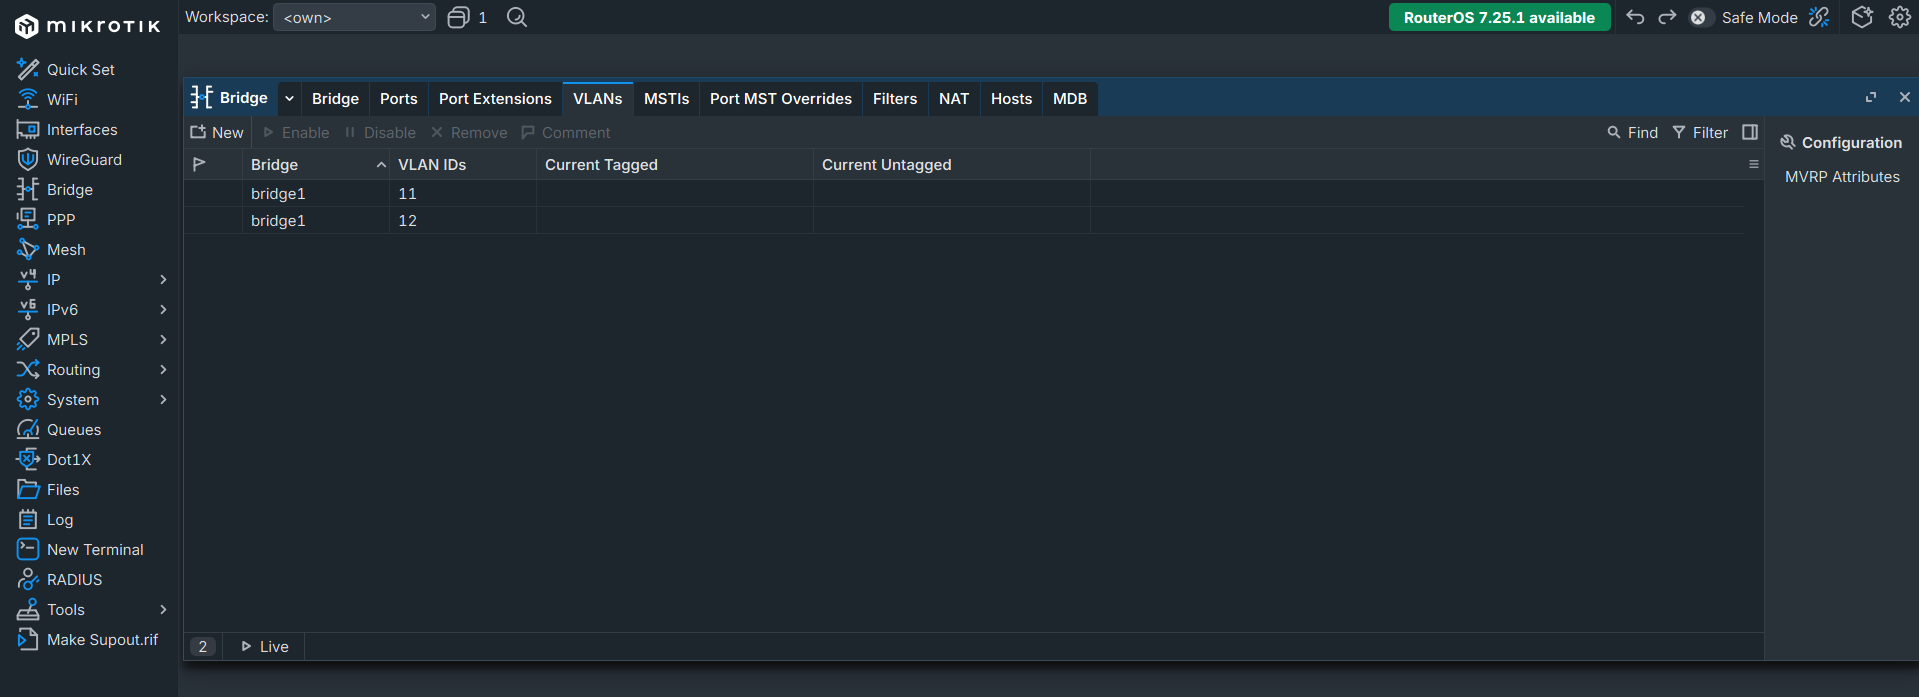 mikrotik
Workspace: <own> 1 RouterOS 7.25.1 available Safe Mode
Quick Set
WiFi
Interfaces
WireGuard
Bridge
PPP
Mesh
v4 IP
v6 IPv6
MPLS
Routing
System
Queues
Dot1X
Files
Log
New Terminal
RADIUS
Tools
Make Supout.rif
Bridge Bridge Ports Port Extensions VLANs MSTIs Port MST Overrides Filters NAT Hosts MDB
New Enable Disable Remove Comment Find Filter
Bridge VLAN IDs Current Tagged Current Untagged
bridge1 11
bridge1 12
2 Live
Configuration
MVRP Attributes